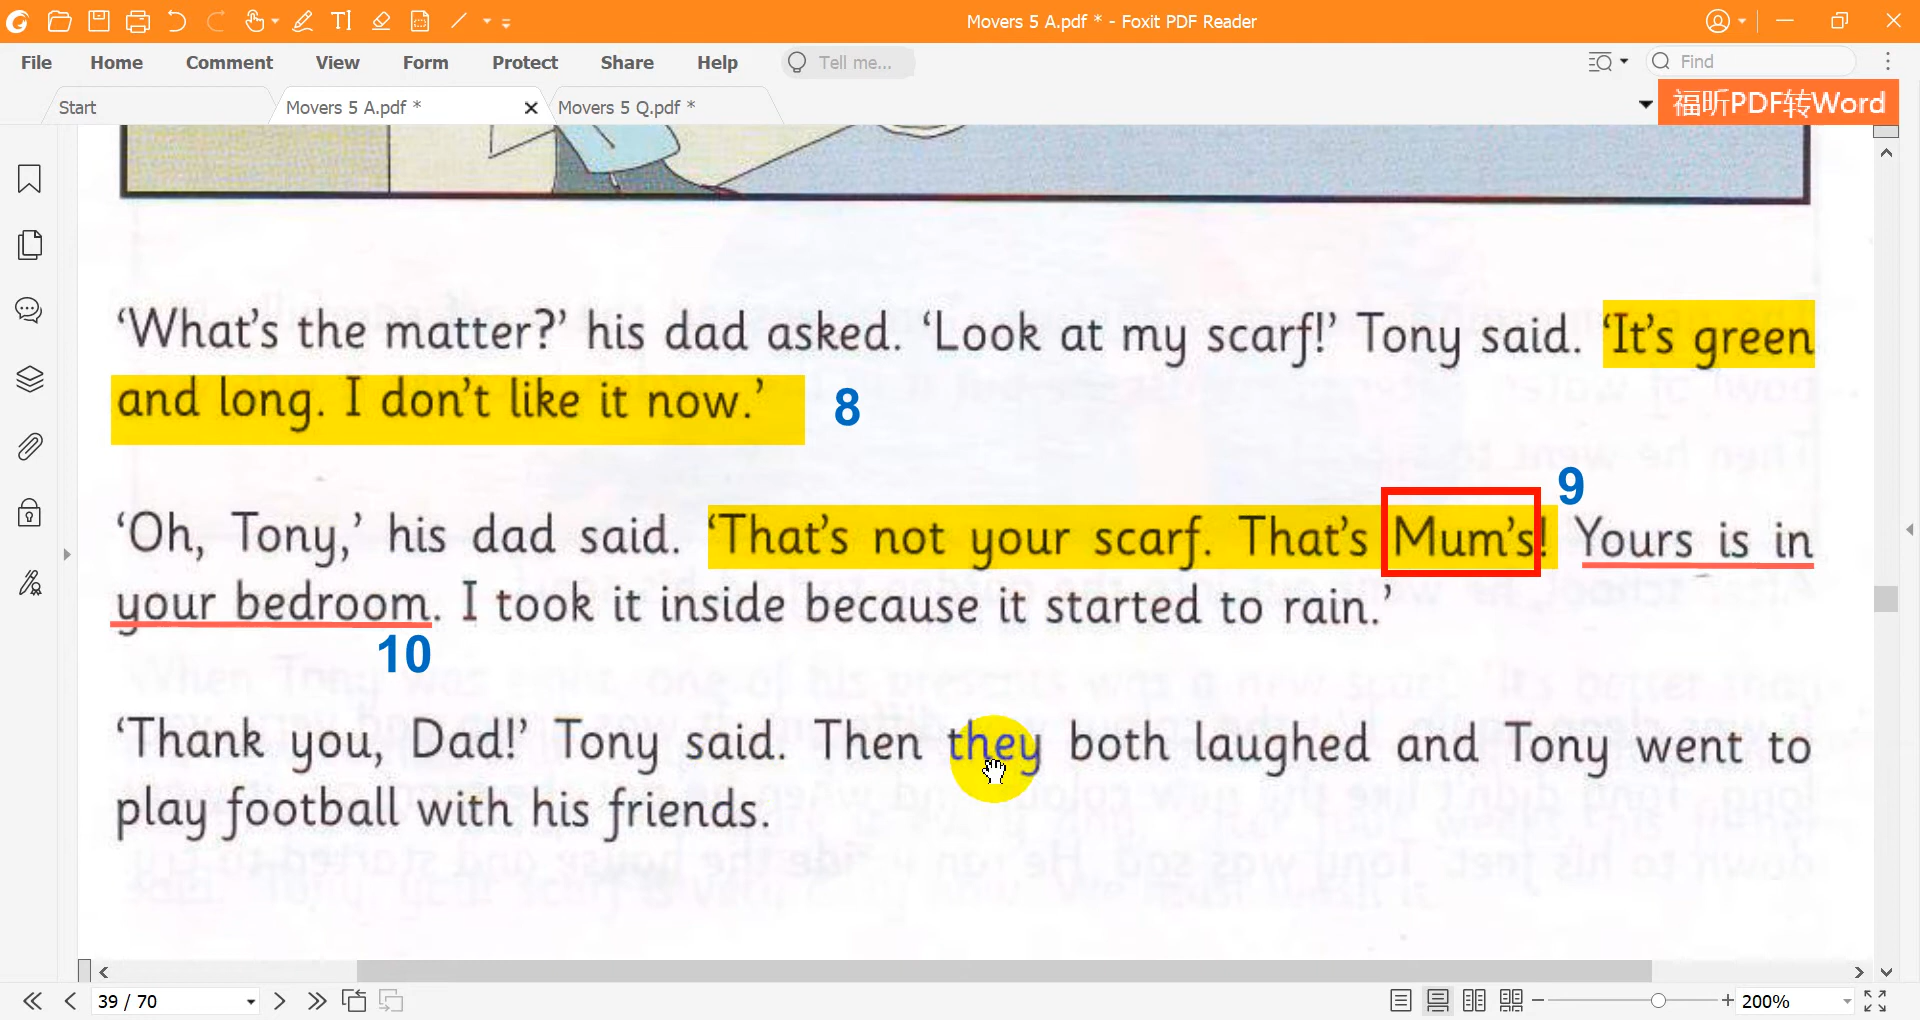 Movers 5 A.pdf * - Foxit PDF Reader
File Home Comment View Form Protect Share Help Tell me... Find
Start Movers 5 A.pdf * Movers 5 Q.pdf * 福昕PDF转Word
‘What’s the matter?’ his dad asked. ‘Look at my scarf!’ Tony said. ‘It’s green
and long. I don’t like it now.’ 8
9
‘Oh, Tony,’ his dad said. ‘That’s not your scarf. That’s Mum’s! Yours is in
your bedroom. I took it inside because it started to rain.’
10
‘Thank you, Dad!’ Tony said. Then they both laughed and Tony went to
play football with his friends.
39 / 70 200%